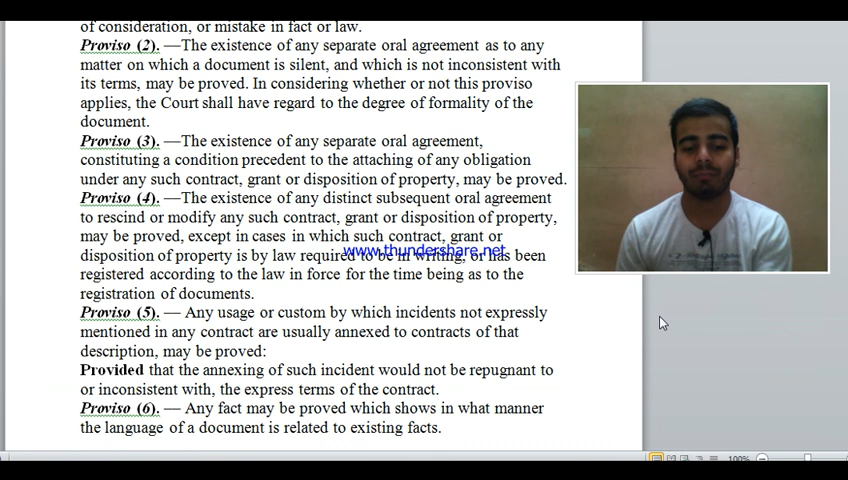 of consideration, or mistake in fact or law.
Proviso (2). —The existence of any separate oral agreement as to any
matter on which a document is silent, and which is not inconsistent with
its terms, may be proved. In considering whether or not this proviso
applies, the Court shall have regard to the degree of formality of the
document.
Proviso (3). —The existence of any separate oral agreement,
constituting a condition precedent to the attaching of any obligation
under any such contract, grant or disposition of property, may be proved.
Proviso (4). —The existence of any distinct subsequent oral agreement
to rescind or modify any such contract, grant or disposition of property,
may be proved, except in cases in which such contract, grant or
www.thundershare.net
disposition of property is by law required to be in writing, or has been
registered according to the law in force for the time being as to the
registration of documents.
Proviso (5). — Any usage or custom by which incidents not expressly
mentioned in any contract are usually annexed to contracts of that
description, may be proved:
Provided that the annexing of such incident would not be repugnant to
or inconsistent with, the express terms of the contract.
Proviso (6). — Any fact may be proved which shows in what manner
the language of a document is related to existing facts.
100%